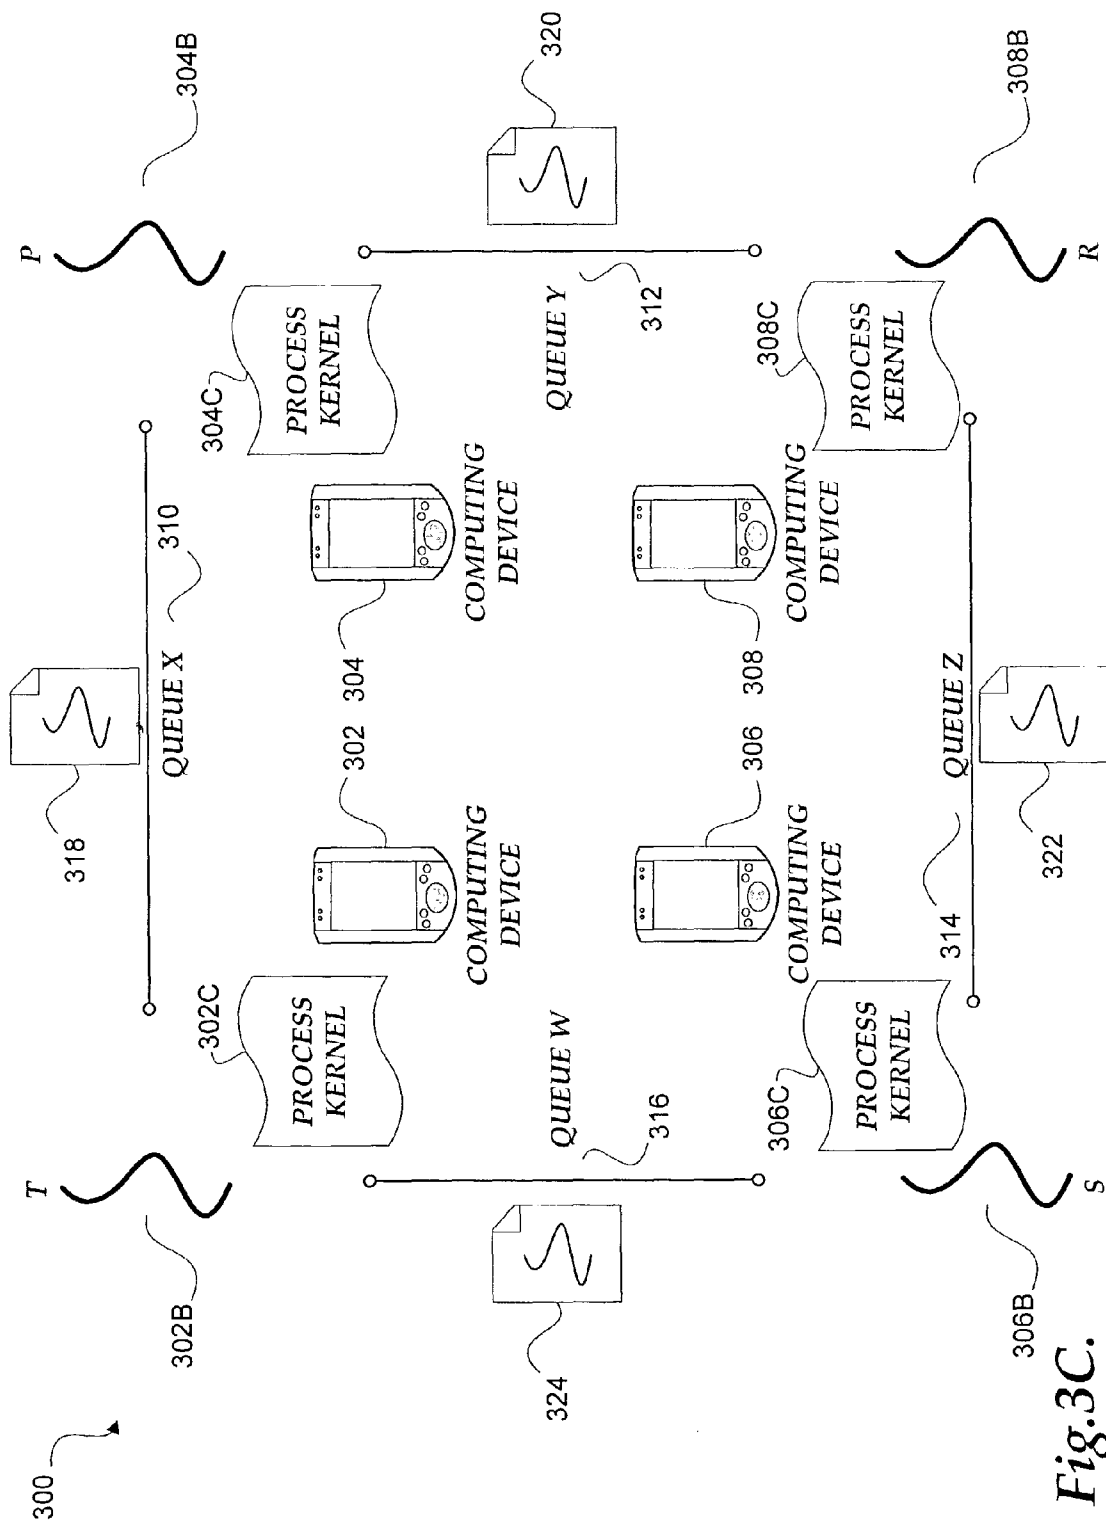 300
T
P
318
302B
QUEUE X
310
304B
302C
304C
PROCESS
KERNEL
PROCESS
KERNEL
302
304
COMPUTING
DEVICE
COMPUTING
DEVICE
324
QUEUE W
QUEUE Y
320
316
312
306
308
306C
308C
COMPUTING
DEVICE
COMPUTING
DEVICE
PROCESS
KERNEL
PROCESS
KERNEL
314
QUEUE Z
306B
308B
322
S
R
Fig.3C.